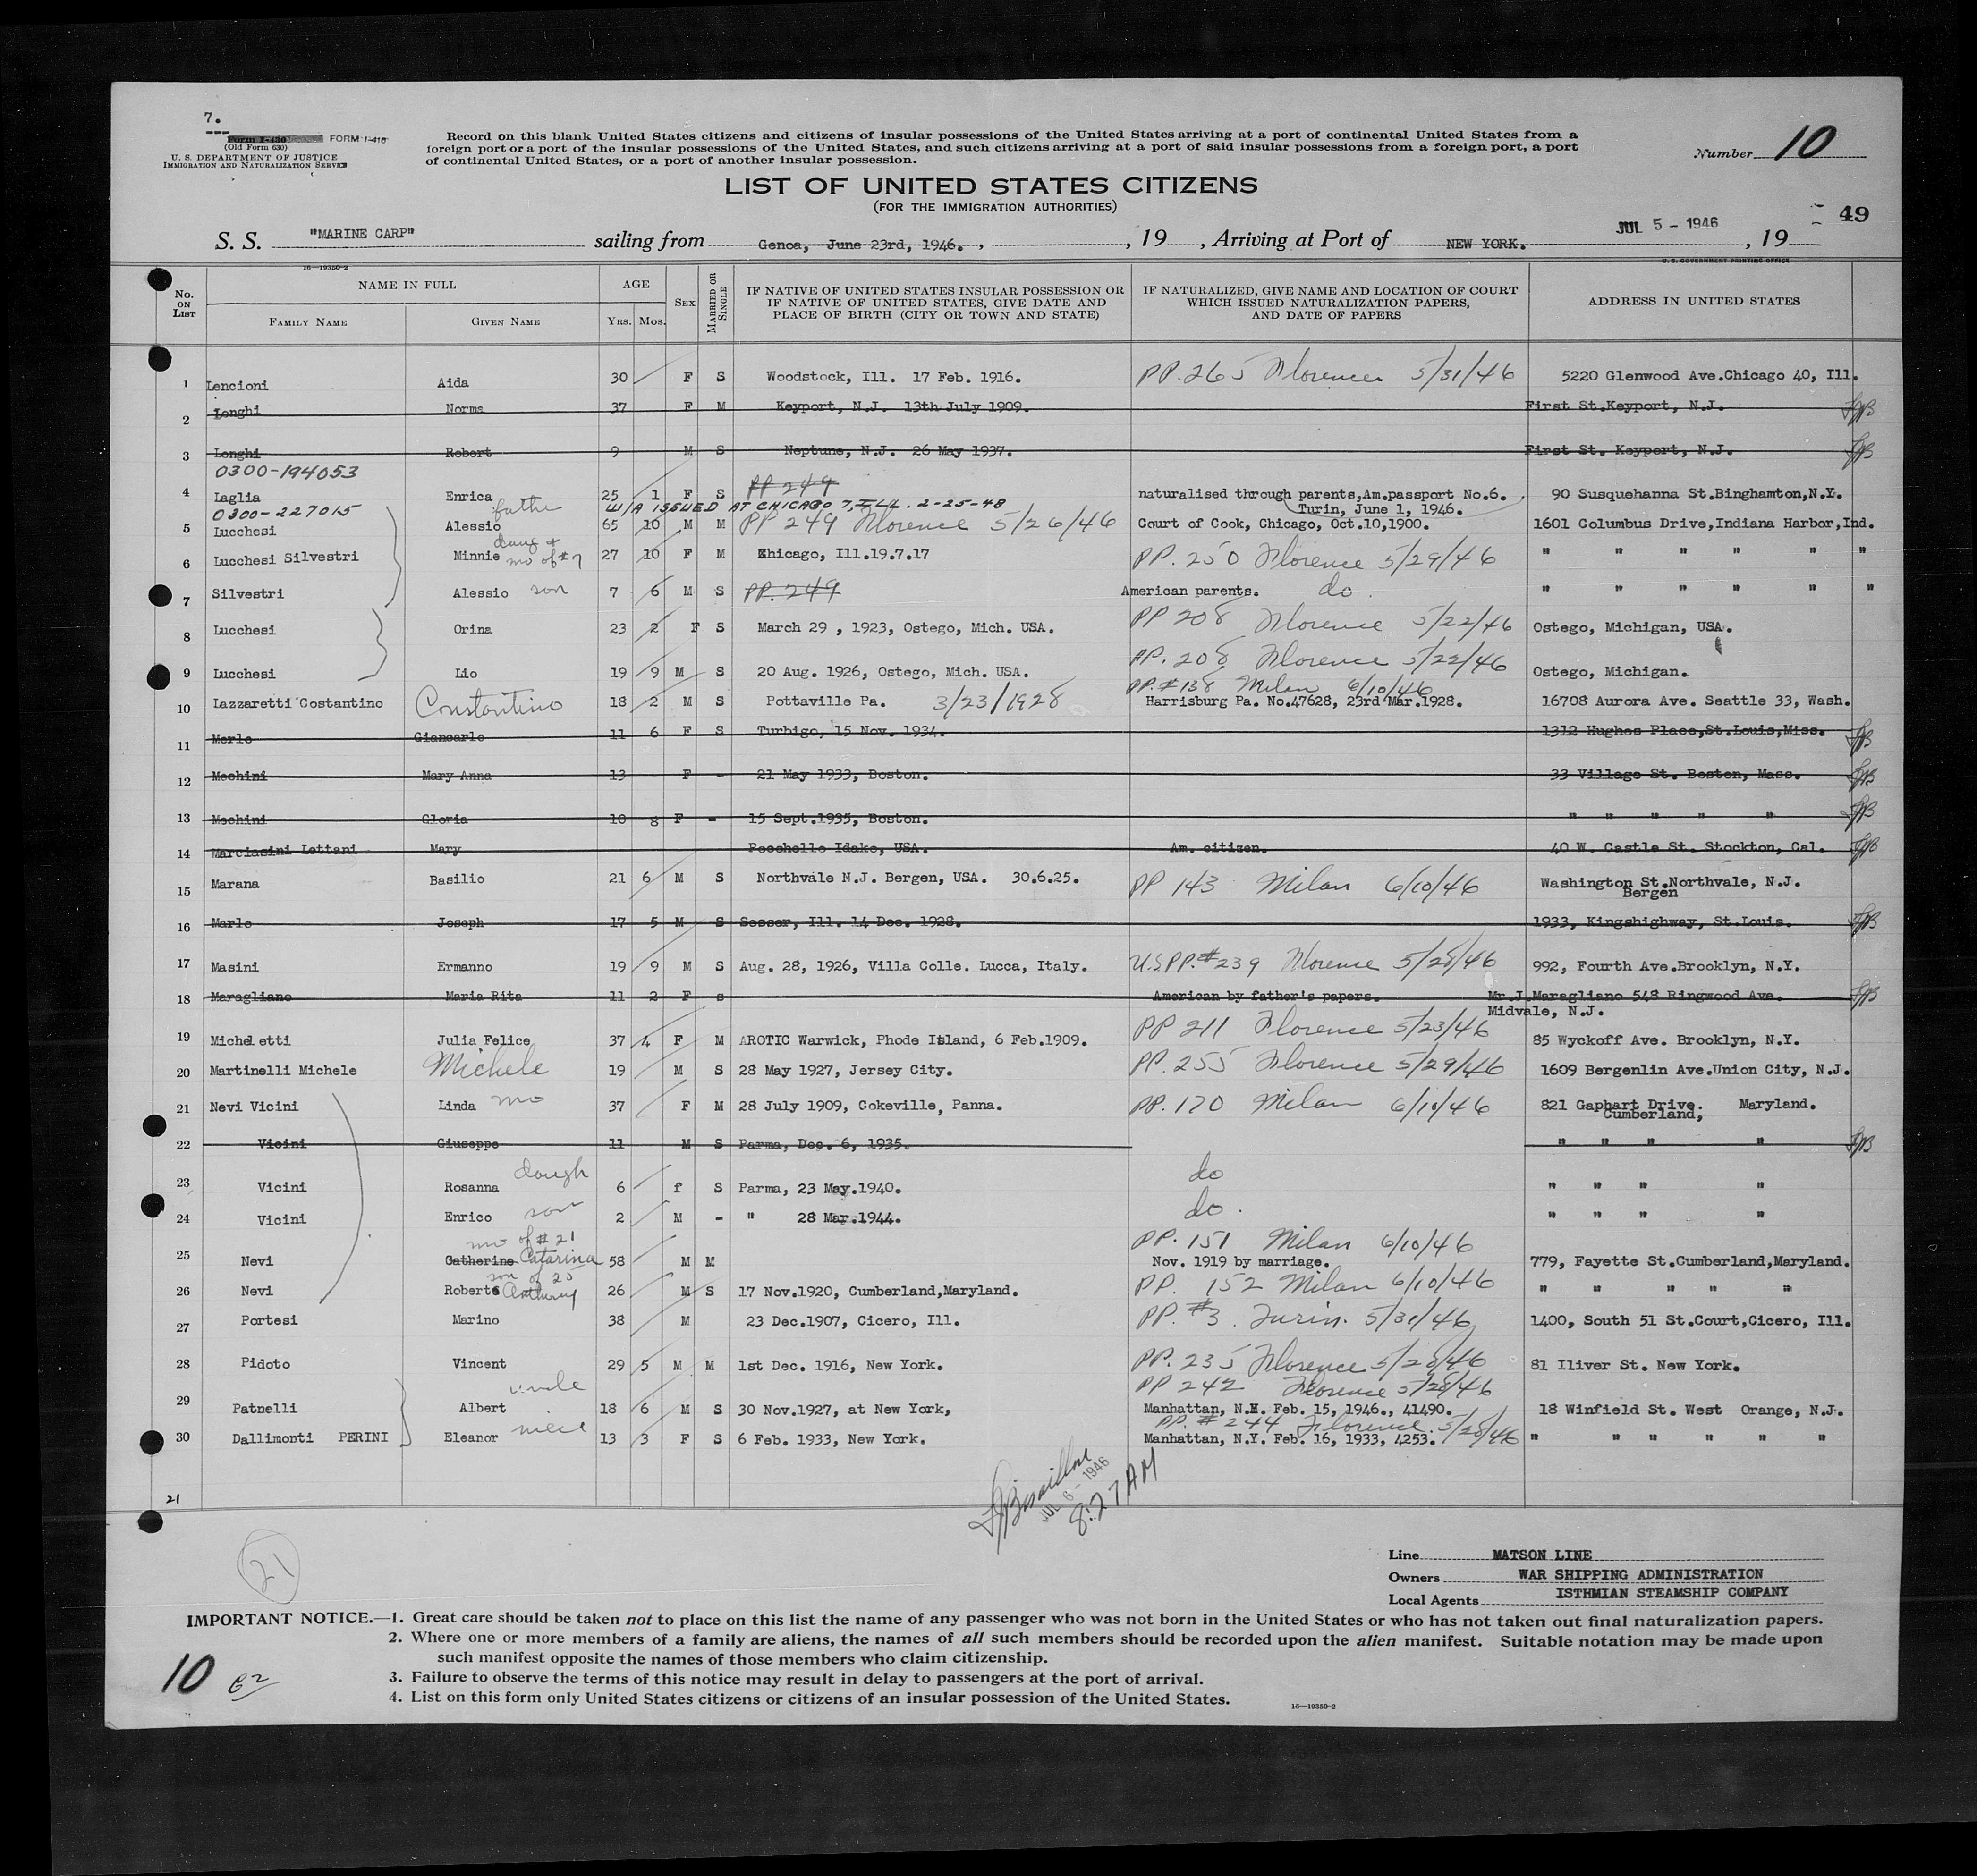 7.
Form I-430 FORM I-418
(Old Form 630)
U. S. DEPARTMENT OF JUSTICE
IMMIGRATION AND NATURALIZATION SERVICE
Record on this blank United States citizens and citizens of insular possessions of the United States arriving at a port of continental United States from a
foreign port or a port of the insular possessions of the United States, and such citizens arriving at a port of said insular possessions from a foreign port, a port
of continental United States, or a port of another insular possession.
Number 10
LIST OF UNITED STATES CITIZENS
(FOR THE IMMIGRATION AUTHORITIES)
49
S. S. "MARINE CARP" sailing from Genoa, June 23rd, 1946. , , 19 , Arriving at Port of NEW YORK. JUL 5 - 1946 , 19
16—19350-2 U. S. GOVERNMENT PRINTING OFFICE
No. ON LIST NAME IN FULL FAMILY NAME GIVEN NAME AGE YRS. MOS. SEX MARRIED OR SINGLE IF NATIVE OF UNITED STATES INSULAR POSSESSION OR IF NATIVE OF UNITED STATES, GIVE DATE AND PLACE OF BIRTH (CITY OR TOWN AND STATE) IF NATURALIZED, GIVE NAME AND LOCATION OF COURT WHICH ISSUED NATURALIZATION PAPERS, AND DATE OF PAPERS ADDRESS IN UNITED STATES
1 Lencioni Aida 30 F S Woodstock, Ill. 17 Feb. 1916. PP. 265 Florence 5/31/46 5220 Glenwood Ave.Chicago 40, Ill.
2 Longhi Norma 37 F M Keyport, N.J. 13th July 1909. First St.Keyport, N.J.
3 Longhi Robert 9 M S Neptune, N.J. 26 May 1937. First St. Keyport, N.J.
0300-194053
4 Laglia Enrica 25 1 F S PP 249 naturalised through parents,Am.passport No.6. 90 Susquehanna St.Binghamton,N.Y.
Turin, June 1, 1946.
0300-227015 father W/A ISSUED AT CHICAGO 7, ILL. 2-25-48
5 Lucchesi Alessio 65 10 M M PP 249 Florence 5/26/46 Court of Cook, Chicago, Oct.10,1900. 1601 Columbus Drive,Indiana Harbor,Ind.
6 Lucchesi Silvestri Minnie daug & mo of #7 27 10 F M Chicago, Ill.19.7.17 PP. 250 Florence 5/29/46 " " " " " "
7 Silvestri Alessio son 7 6 M S PP. 249 American parents. do. " " " " " "
8 Lucchesi Orina 23 2 F S March 29 , 1923, Ostego, Mich. USA. PP 208 Florence 5/22/46 Ostego, Michigan, USA.
9 Lucchesi Lio 19 9 M S 20 Aug. 1926, Ostego, Mich. USA. PP. 208 Florence 5/22/46 Ostego, Michigan.
PP. #138 Milan 6/10/46
10 Lazzaretti Costantino Constantino 18 2 M S Pottaville Pa. 3/23/1928 Harrisburg Pa. No.47628, 23rd Mar.1928. 16708 Aurora Ave. Seattle 33, Wash.
11 Merlo Giancarlo 11 6 F S Turbigo, 15 Nov. 1934. 1312 Hughes Place,St.Louis,Miss.
12 Mechini Mary Anna 13 F - 21 May 1933, Boston. 33 Village St. Boston, Mass.
13 Mechini Gloria 10 8 F - 15 Sept.1935, Boston. " " " " "
14 Marciasini Lettani Mary Pocchello Idako, USA. Am. citizen. 40 W. Castle St. Stockton, Cal.
15 Marana Basilio 21 6 M S Northvale N.J. Bergen, USA. 30.6.25. PP 143 Milan 6/10/46 Washington St.Northvale, N.J.
Bergen
16 Marlo Joseph 17 5 M S Sesser, Ill. 14 Dec. 1928. 1933, Kingshighway, St.Louis.
17 Masini Ermanno 19 9 M S Aug. 28, 1926, Villa Colle. Lucca, Italy. U.S.PP.#239 Florence 5/28/46 992, Fourth Ave.Brooklyn, N.Y.
18 Maragliano Maria Rita 11 2 F s American by father's papers. Mr.J.Maragliano 548 Ringwood Ave.
Midvale, N.J.
19 Micheletti Julia Felice 37 4 F M AROTIC Warwick, Phode Island, 6 Feb.1909. PP 211 Florence 5/23/46 85 Wyckoff Ave. Brooklyn, N.Y.
20 Martinelli Michele Michele 19 M S 28 May 1927, Jersey City. PP. 255 Florence 5/29/46 1609 Bergenlin Ave.Union City, N.J.
21 Nevi Vicini Linda mo 37 F M 28 July 1909, Cokeville, Panna. PP. 170 Milan 6/10/46 821 Gaphart Drive. Maryland.
Cumberland,
22 Vicini Giuseppe 11 M S Parma, Dec. 6, 1935. " " " "
23 Vicini Rosanna dough 6 f S Parma, 23 May.1940. do " " " "
24 Vicini Enrico son 2 M - " 28 Mar.1944. do. " " " "
mo of #21 PP. 151 Milan 6/10/46
25 Nevi Catherine Catarina 58 M M Nov. 1919 by marriage. 779, Fayette St.Cumberland,Maryland.
son of 25
26 Nevi Roberto Anthony 26 M S 17 Nov.1920, Cumberland,Maryland. PP. 152 Milan 6/10/46 " " " " "
27 Portesi Marino 38 M 23 Dec.1907, Cicero, Ill. PP. #3. Turin. 5/31/46 1400, South 51 St.Court,Cicero, Ill.
28 Pidoto Vincent 29 5 M M 1st Dec. 1916, New York. PP. 235 Florence 5/28/46 81 Iliver St. New York.
uncle PP 242 Florence 5/28/46
29 Patnelli Albert 18 6 M S 30 Nov.1927, at New York, Manhattan, N.Y. Feb. 15, 1946., 41490. 18 Winfield St. West Orange, N.J.
PP. #244 Florence. 5/28/46
30 Dallimonti PERINI Eleanor niece 13 3 F S 6 Feb. 1933, New York. Manhattan, N.Y. Feb. 16, 1933, 4253. " " " " " "
JUL 6 - 1946
8:27 AM
21
21
Line MATSON LINE
Owners WAR SHIPPING ADMINISTRATION
Local Agents ISTHMIAN STEAMSHIP COMPANY
IMPORTANT NOTICE.—1. Great care should be taken not to place on this list the name of any passenger who was not born in the United States or who has not taken out final naturalization papers.
2. Where one or more members of a family are aliens, the names of all such members should be recorded upon the alien manifest. Suitable notation may be made upon
such manifest opposite the names of those members who claim citizenship.
3. Failure to observe the terms of this notice may result in delay to passengers at the port of arrival.
4. List on this form only United States citizens or citizens of an insular possession of the United States.
10
16—19350-2